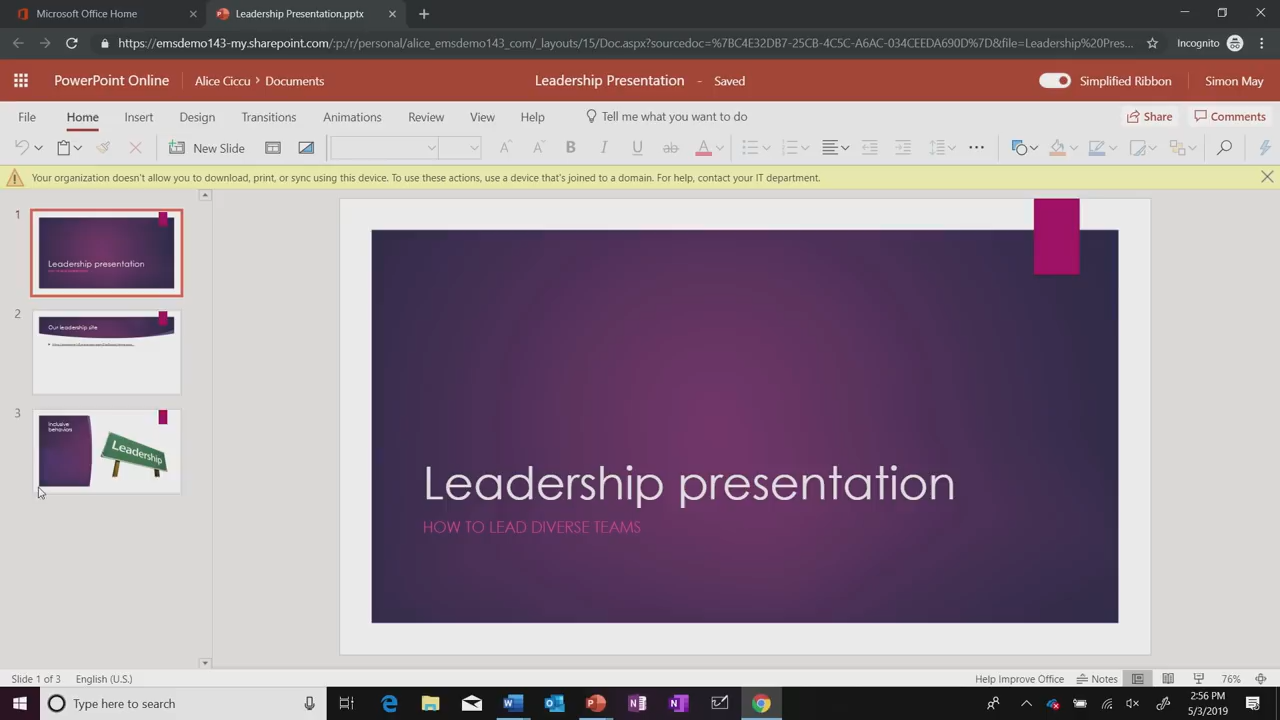 Microsoft Office Home
Leadership Presentation.pptx
https://emsdemo143-my.sharepoint.com/:p:/r/personal/alice_emsdemo143_com/_layouts/15/Doc.aspx?sourcedoc=%7BC4E32DB7-25CB-4C5C-A6AC-034CEEDA690D%7D&file=Leadership%20Pres...
Incognito
PowerPoint Online
Alice Ciccu > Documents
Leadership Presentation - Saved
Simplified Ribbon
Simon May
File Home Insert Design Transitions Animations Review View Help Tell me what you want to do
Share Comments
New Slide
Your organization doesn't allow you to download, print, or sync using this device. To use these actions, use a device that's joined to a domain. For help, contact your IT department.
1
Leadership presentation
2
Our leadership site
3
Inclusive
behaviors
Leadership
Leadership presentation
HOW TO LEAD DIVERSE TEAMS
Slide 1 of 3 English (U.S.)
Help Improve Office Notes 76%
Type here to search
2:56 PM
5/3/2019